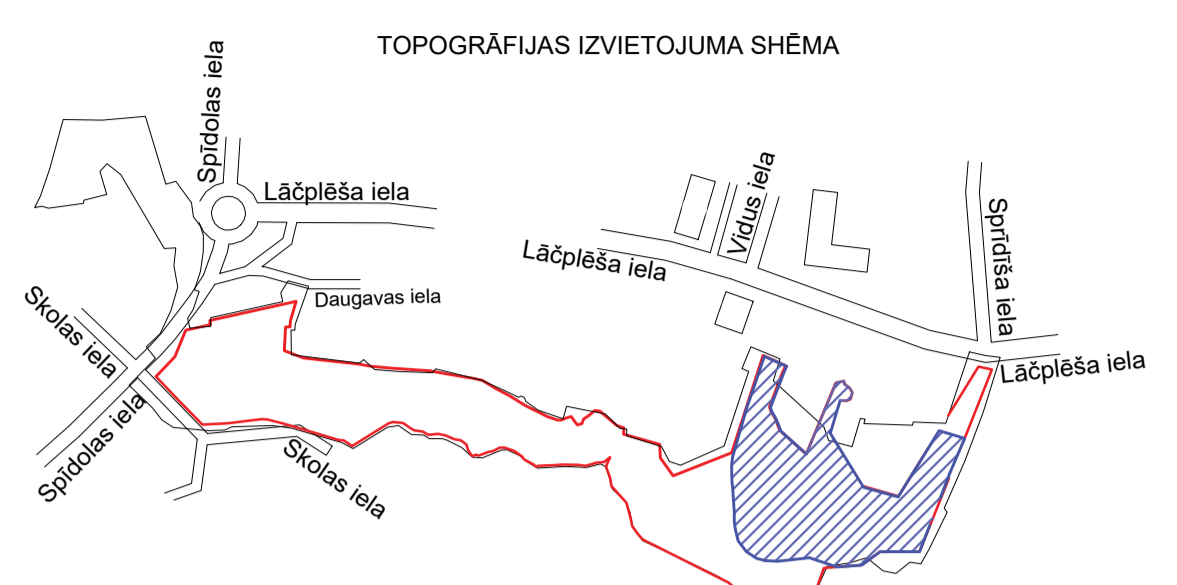 TOPOGRĀFIJAS IZVIETOJUMA SHĒMA
Spīdolas iela
Lāčplēša iela
Vidus iela
Lāčplēša iela
Sprīdīša iela
Daugavas iela
Skolas iela
Lāčplēša iela
Spīdolas iela
Skolas iela